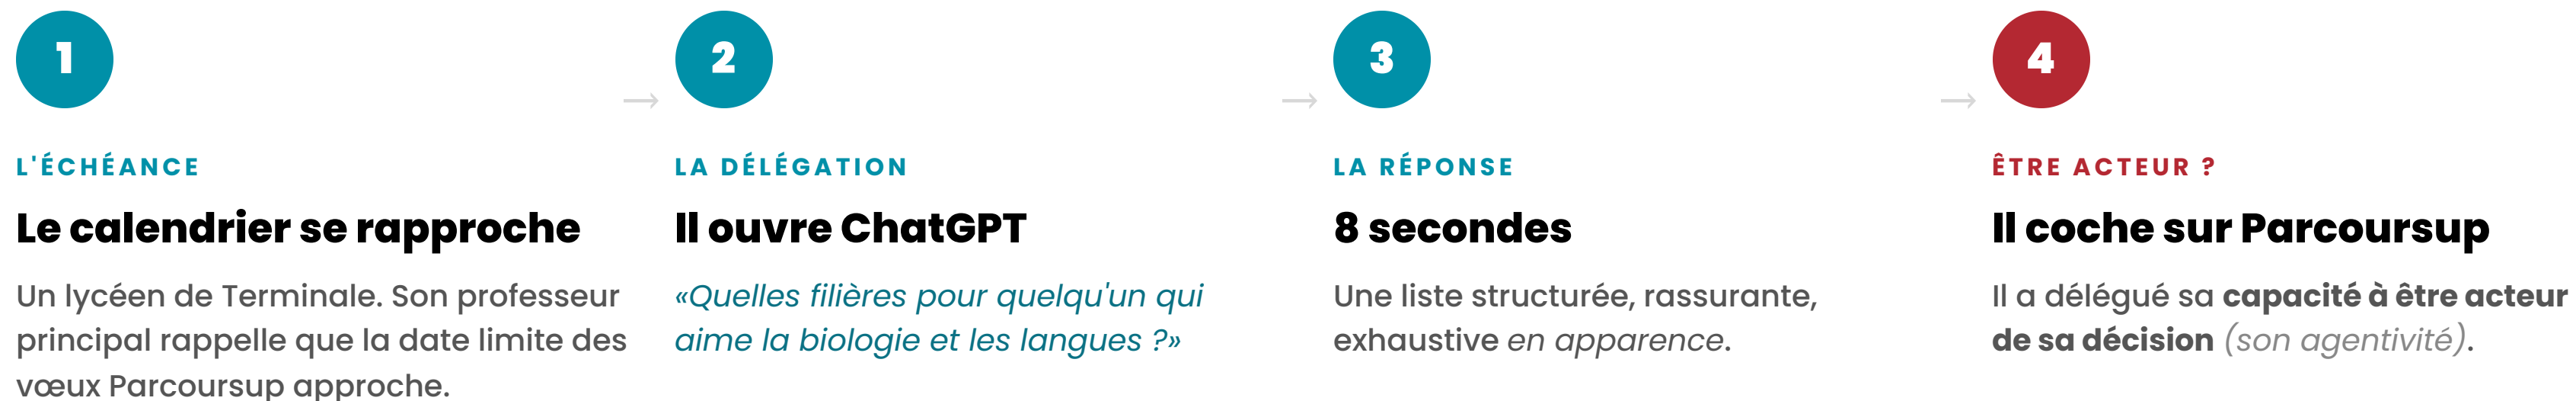 1
L'ÉCHÉANCE
Le calendrier se rapproche
Un lycéen de Terminale. Son professeur
principal rappelle que la date limite des
vœux Parcoursup approche.
→
2
LA DÉLÉGATION
Il ouvre ChatGPT
«Quelles filières pour quelqu'un qui
aime la biologie et les langues ?»
→
3
LA RÉPONSE
8 secondes
Une liste structurée, rassurante,
exhaustive en apparence.
→
4
ÊTRE ACTEUR ?
Il coche sur Parcoursup
Il a délégué sa capacité à être acteur
de sa décision (son agentivité).